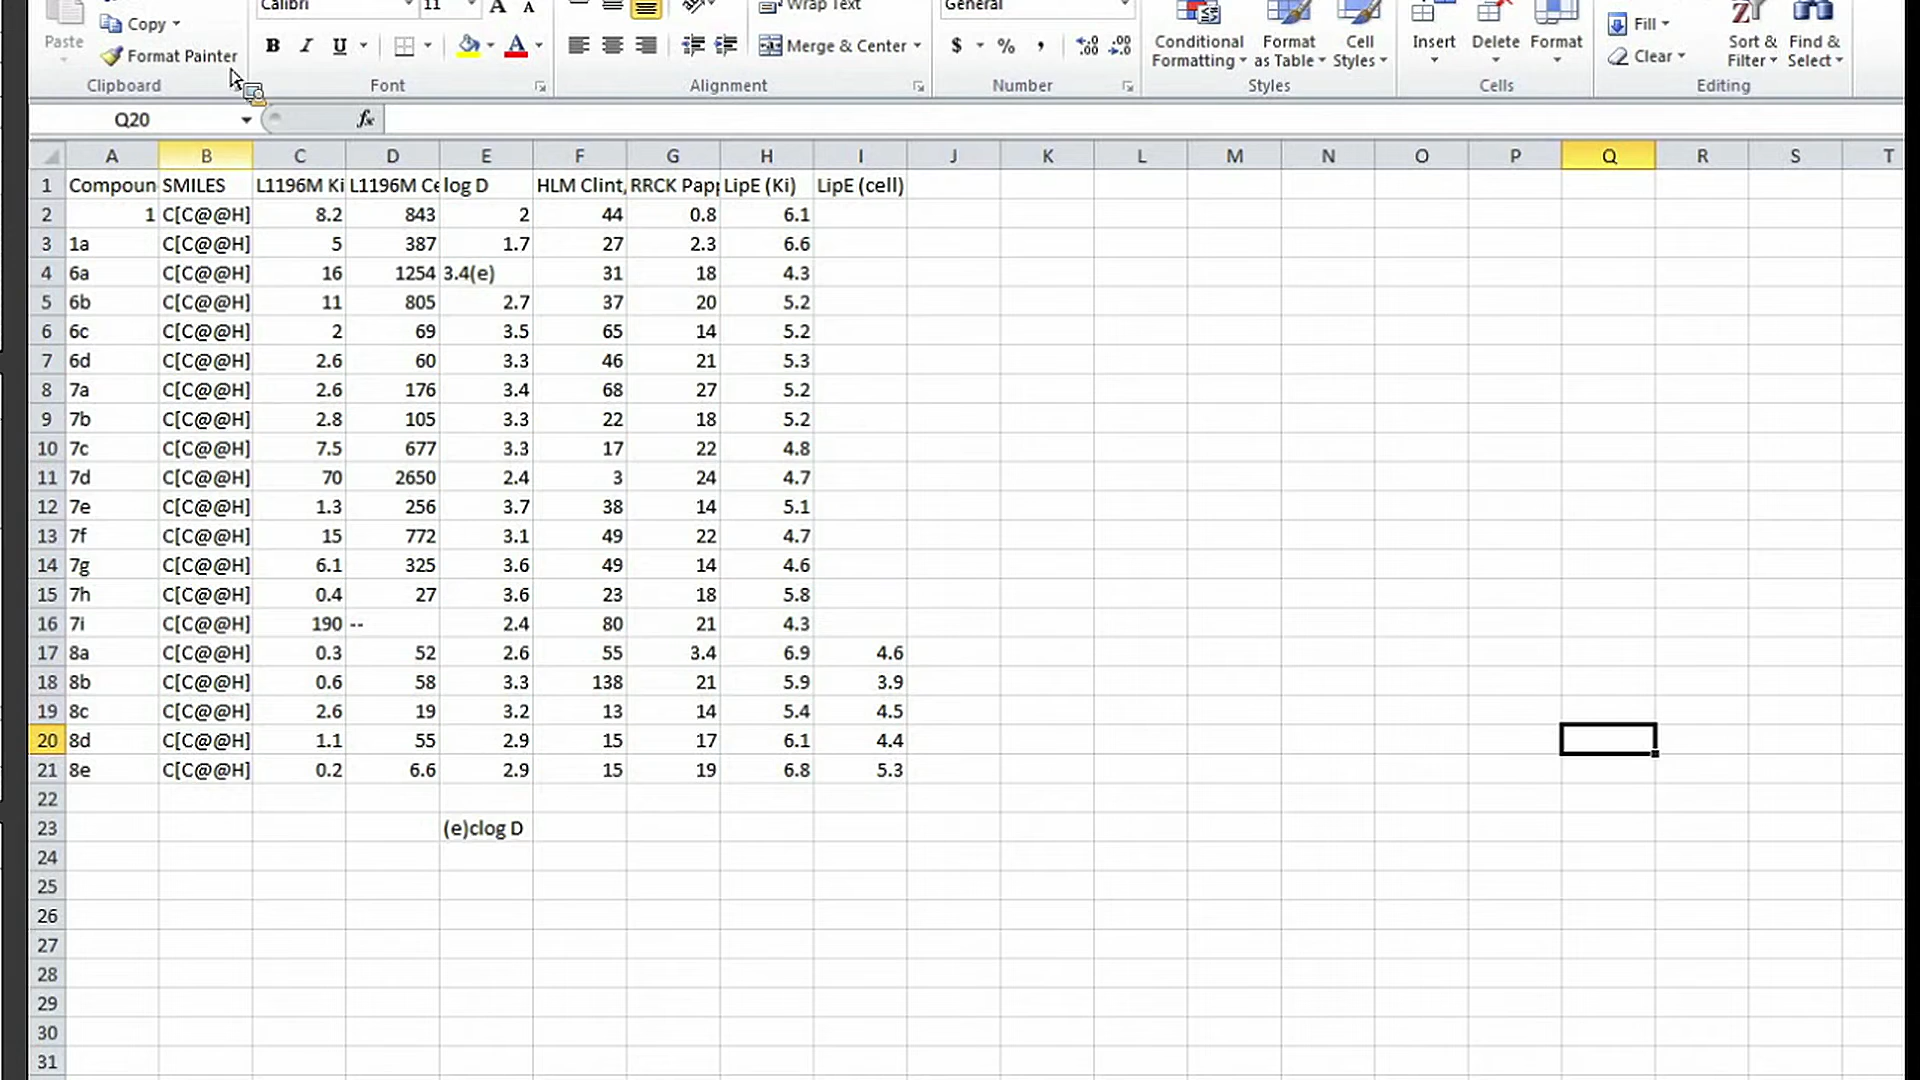 Calibri 11 Wrap Text General
Copy Fill
Paste Format Painter B I U Merge & Center $ % , .00 Conditional Formatting Format as Table Cell Styles Insert Delete Format Clear Sort & Filter Find & Select
Clipboard Font Alignment Number Styles Cells Editing
Q20 fx
A B C D E F G H I J K L M N O P Q R S T
1 Compoun SMILES L1196M Ki L1196M Ce log D HLM Clint, RRCK Papp LipE (Ki) LipE (cell)
2 1 C[C@@H] 8.2 843 2 44 0.8 6.1
3 1a C[C@@H] 5 387 1.7 27 2.3 6.6
4 6a C[C@@H] 16 1254 3.4(e) 31 18 4.3
5 6b C[C@@H] 11 805 2.7 37 20 5.2
6 6c C[C@@H] 2 69 3.5 65 14 5.2
7 6d C[C@@H] 2.6 60 3.3 46 21 5.3
8 7a C[C@@H] 2.6 176 3.4 68 27 5.2
9 7b C[C@@H] 2.8 105 3.3 22 18 5.2
10 7c C[C@@H] 7.5 677 3.3 17 22 4.8
11 7d C[C@@H] 70 2650 2.4 3 24 4.7
12 7e C[C@@H] 1.3 256 3.7 38 14 5.1
13 7f C[C@@H] 15 772 3.1 49 22 4.7
14 7g C[C@@H] 6.1 325 3.6 49 14 4.6
15 7h C[C@@H] 0.4 27 3.6 23 18 5.8
16 7i C[C@@H] 190 -- 2.4 80 21 4.3
17 8a C[C@@H] 0.3 52 2.6 55 3.4 6.9 4.6
18 8b C[C@@H] 0.6 58 3.3 138 21 5.9 3.9
19 8c C[C@@H] 2.6 19 3.2 13 14 5.4 4.5
20 8d C[C@@H] 1.1 55 2.9 15 17 6.1 4.4
21 8e C[C@@H] 0.2 6.6 2.9 15 19 6.8 5.3
22
23 (e)clog D
24
25
26
27
28
29
30
31